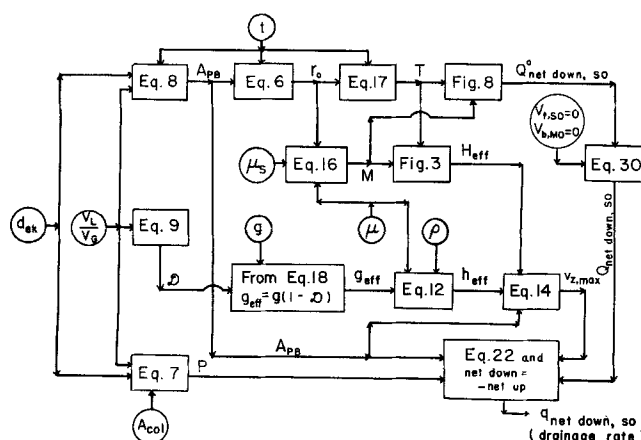 t
Eq. 8
A_PB
Eq. 6
r_o
Eq.17
T
Fig. 8
Q°_net down, so
V_t,SO=0
V_b,MO=0
Eq. 30
μ_s
Eq.16
M
Fig. 3
H_eff
d_ek
V_L
V_G
Eq. 9
g
μ
ρ
Q_net down, so
𝒟
From Eq.18
g_eff=g(1-𝒟)
g_eff
Eq.12
h_eff
Eq.14
v_z,max
A_PB
Eq. 7
P
Eq.22 and
net down=
-net up
A_col
q_net down, so
(drainage rate)